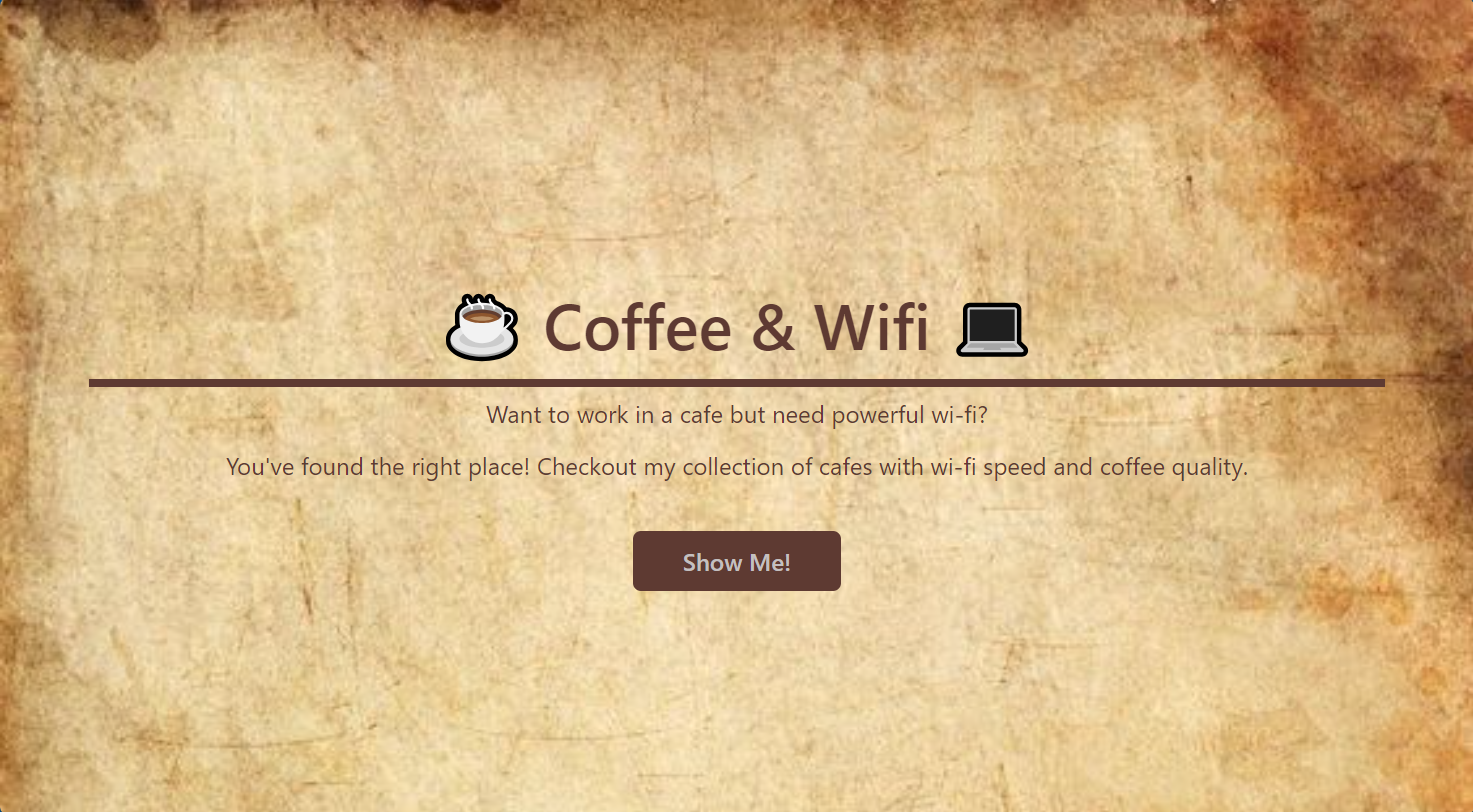 ☕ Coffee & Wifi 💻
Want to work in a cafe but need powerful wi-fi?
You've found the right place! Checkout my collection of cafes with wi-fi speed and coffee quality.
Show Me!